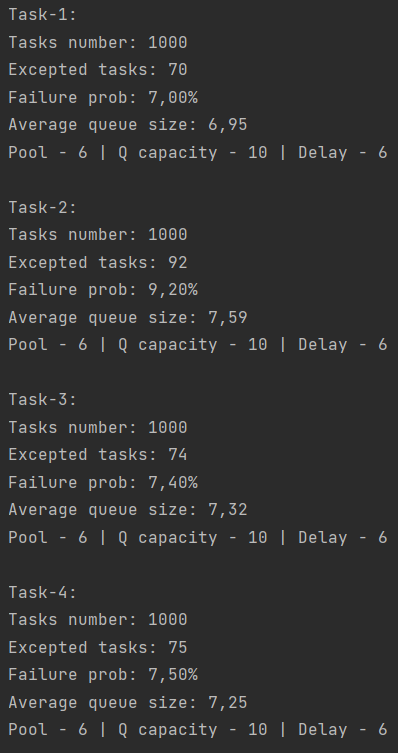 Task-1:
Tasks number: 1000
Excepted tasks: 70
Failure prob: 7,00%
Average queue size: 6,95
Pool - 6 | Q capacity - 10 | Delay - 6
Task-2:
Tasks number: 1000
Excepted tasks: 92
Failure prob: 9,20%
Average queue size: 7,59
Pool - 6 | Q capacity - 10 | Delay - 6
Task-3:
Tasks number: 1000
Excepted tasks: 74
Failure prob: 7,40%
Average queue size: 7,32
Pool - 6 | Q capacity - 10 | Delay - 6
Task-4:
Tasks number: 1000
Excepted tasks: 75
Failure prob: 7,50%
Average queue size: 7,25
Pool - 6 | Q capacity - 10 | Delay - 6